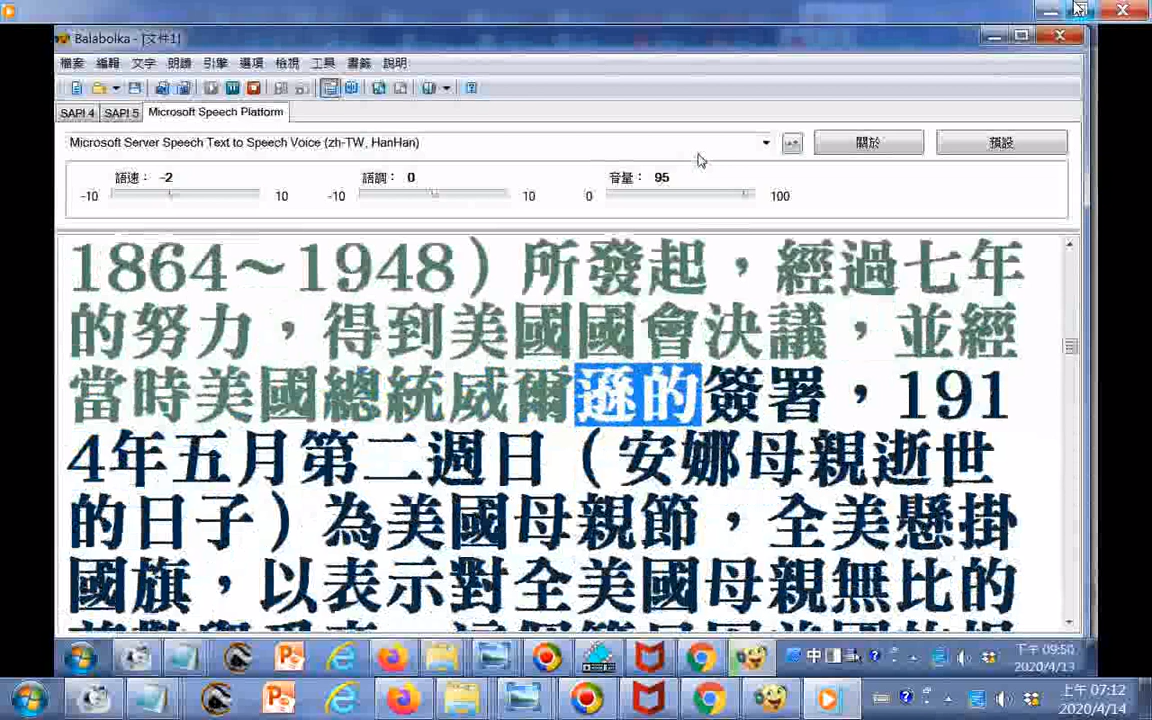 Balabolka - [文件1]
檔案 編輯 文字 朗讀 引擎 選項 檢視 工具 書籤 說明
SAPI 4 SAPI 5 Microsoft Speech Platform
Microsoft Server Speech Text to Speech Voice (zh-TW, HanHan) 關於 預設
語速： -2 語調： 0 音量： 95
-10 10 -10 10 0 100
1864～1948）所發起，經過七年
的努力，得到美國國會決議，並經
當時美國總統威爾遜的簽署，191
4年五月第二週日（安娜母親逝世
的日子）為美國母親節，全美懸掛
國旗，以表示對全美國母親無比的
中 下午 09:50
2020/4/13
上午 07:12
2020/4/14